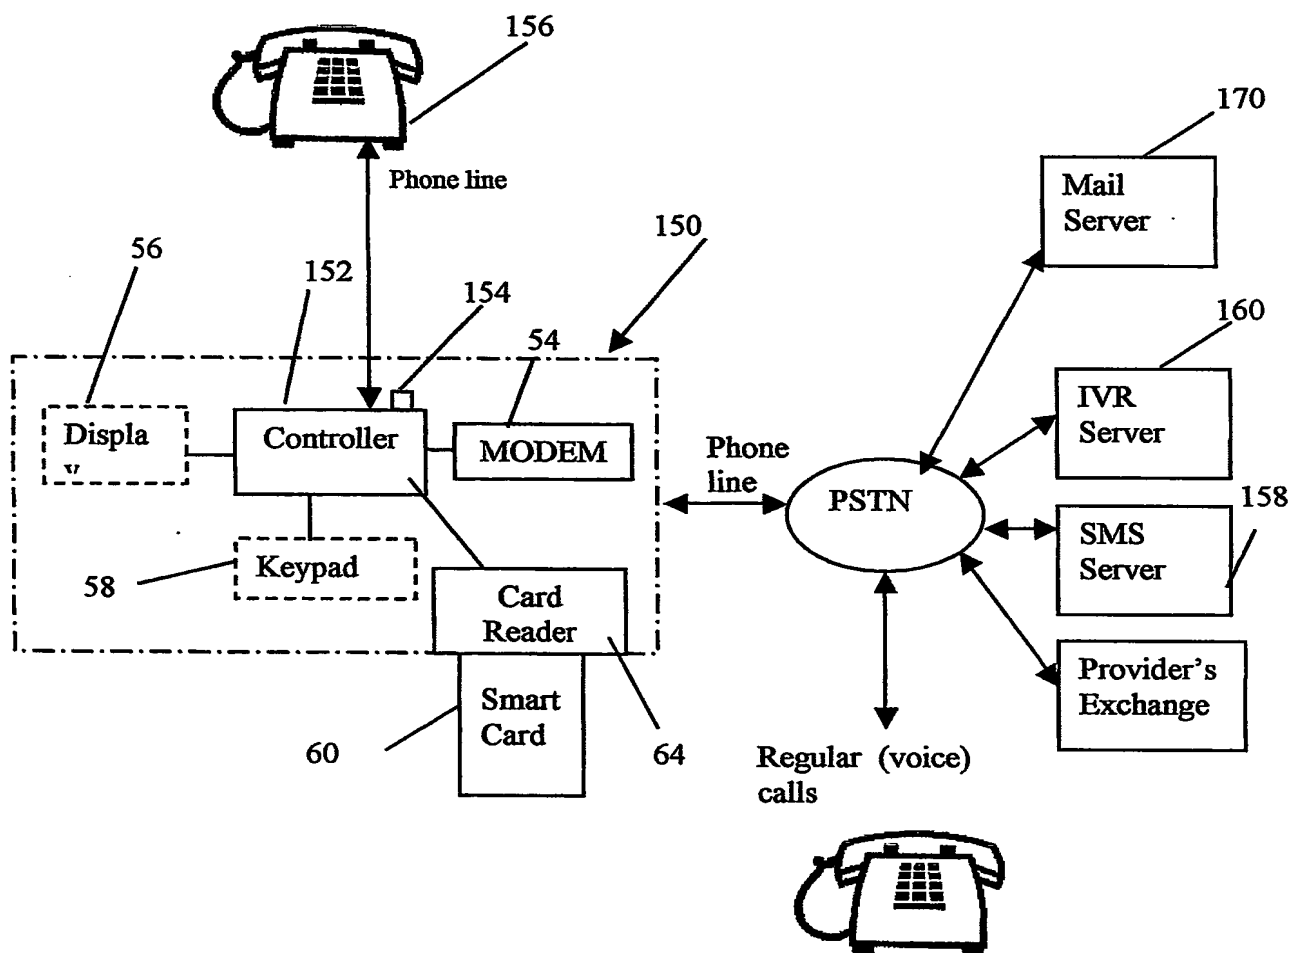 156
170
Phone line
Mail
Server
150
56
152
154
160
54
Displa
y
Controller
MODEM
IVR
Server
Phone
line
PSTN
158
SMS
Server
58
Keypad
Card
Reader
Provider's
Exchange
Smart
Card
60
64
Regular (voice)
calls